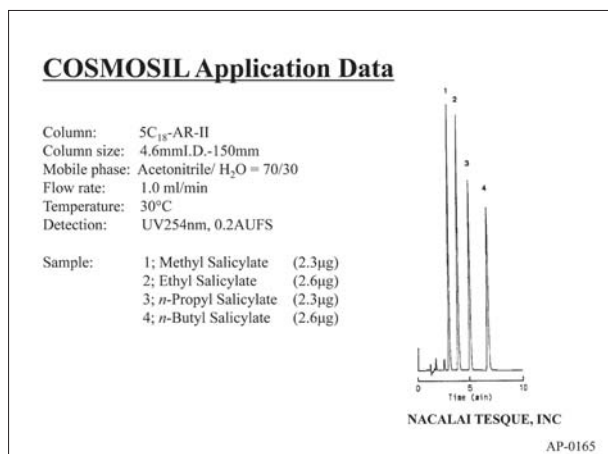 COSMOSIL Application Data
Column: 5C₁₈-AR-II
Column size: 4.6mmI.D.-150mm
Mobile phase: Acetonitrile/ H₂O = 70/30
Flow rate: 1.0 ml/min
Temperature: 30°C
Detection: UV254nm, 0.2AUFS
Sample: 1; Methyl Salicylate (2.3µg)
2; Ethyl Salicylate (2.6µg)
3; n-Propyl Salicylate (2.3µg)
4; n-Butyl Salicylate (2.6µg)
1
2
3
4
0 5 10
Time (min)
NACALAI TESQUE, INC
AP-0165